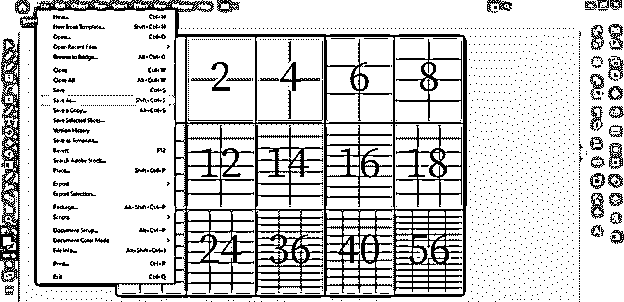 New... Ctrl+N
New from Template... Shift+Ctrl+N
Open... Ctrl+O
Open Recent Files
Browse in Bridge... Alt+Ctrl+O
Close Ctrl+W
Close All Alt+Ctrl+W
Save Ctrl+S
Save As... Shift+Ctrl+S
Save a Copy... Alt+Ctrl+S
Save Selected Slices...
Version History
Save as Template...
Revert F12
Search Adobe Stock...
Place... Shift+Ctrl+P
Export
Export Selection...
Package... Alt+Shift+Ctrl+P
Scripts
Document Setup... Alt+Ctrl+P
Document Color Mode
File Info... Alt+Shift+Ctrl+I
Print... Ctrl+P
Exit Ctrl+Q
2 4 6 8
12 14 16 18
24 36 40 56